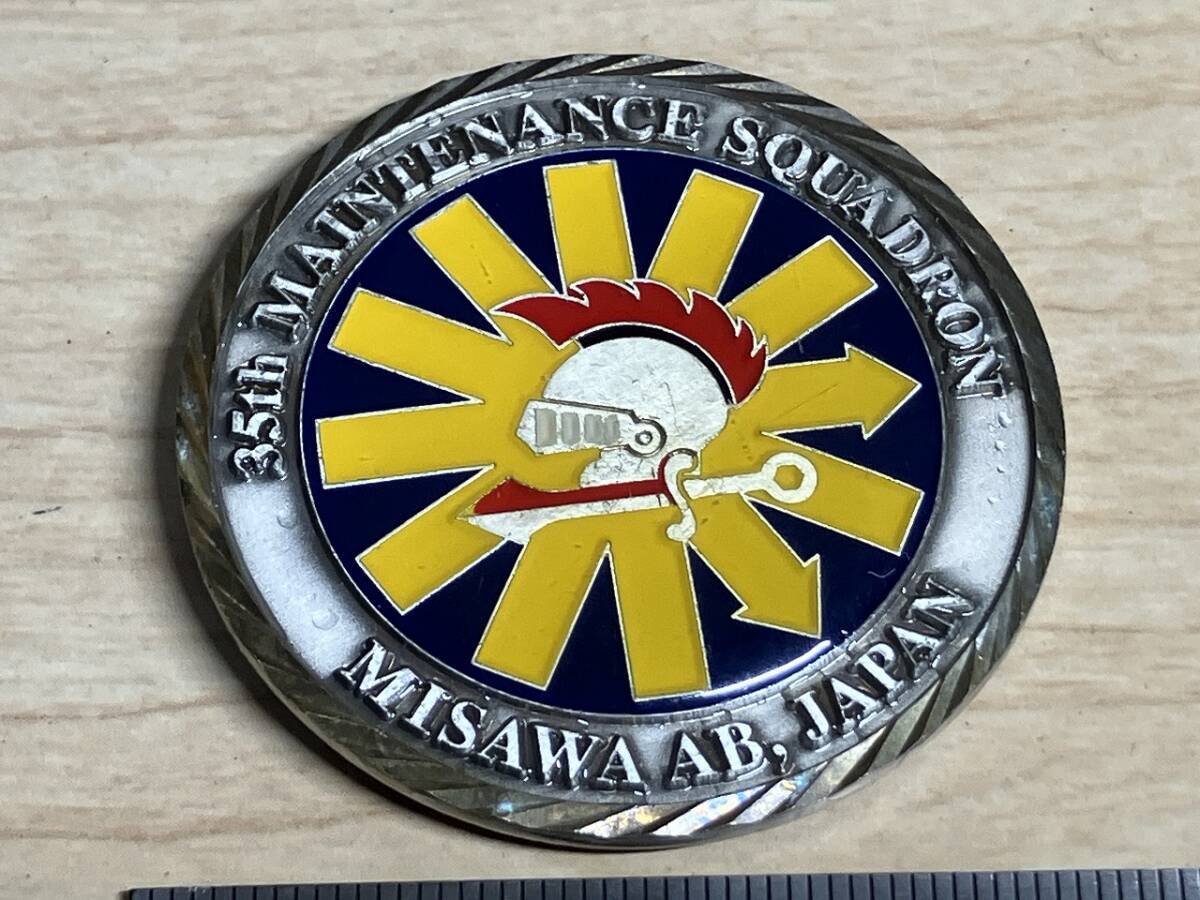 35th MAINTENANCE SQUADRON
MISAWA AB, JAPAN